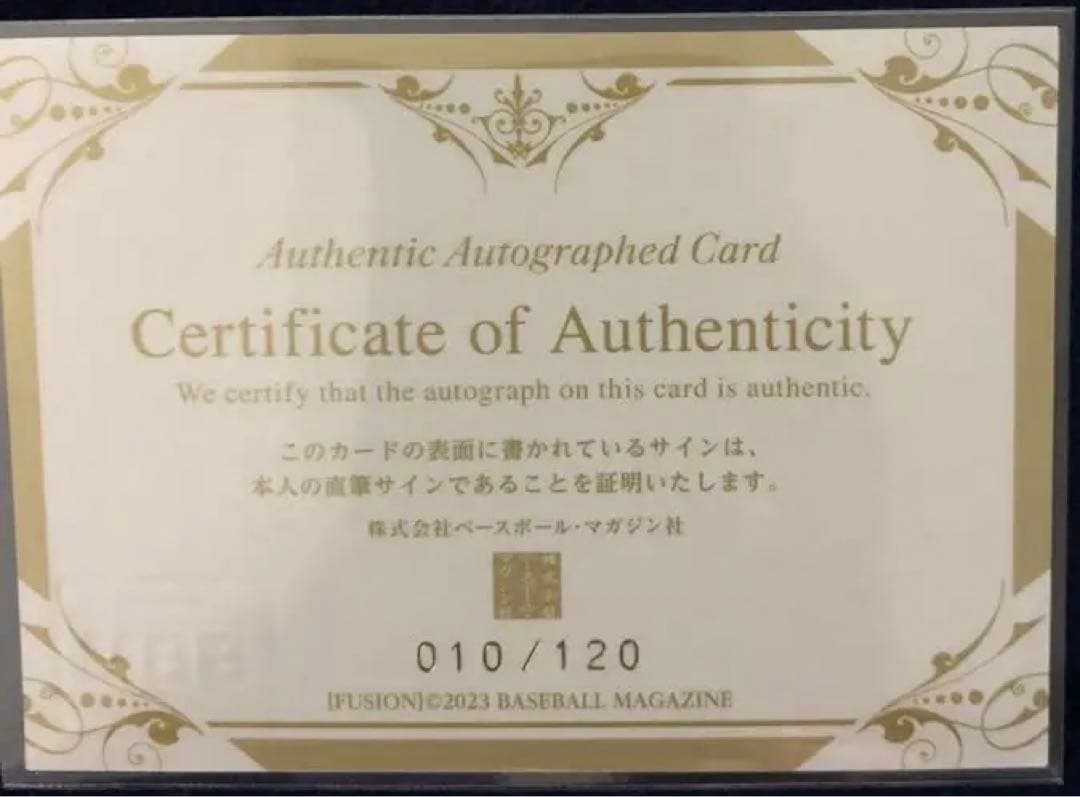 Authentic Autographed Card
Certificate of Authenticity
We certify that the autograph on this card is authentic.
このカードの表面に書かれているサインは、
本人の直筆サインであることを証明いたします。
株式会社ベースボール・マガジン社
010/120
[FUSION]©2023 BASEBALL MAGAZINE